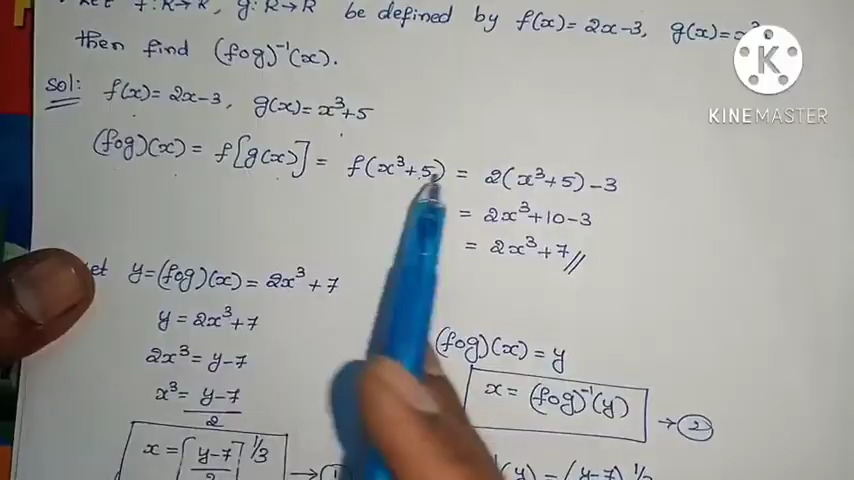 f:R→R, g:R→R be defined by f(x)=2x-3, g(x)=x³
then find (fog)⁻¹(x).
Sol: f(x)=2x-3, g(x)=x³+5
(fog)(x)= f[g(x)] = f(x³+5) = 2(x³+5)-3
= 2x³+10-3
= 2x³+7//
y=(fog)(x)=2x³+7
y=2x³+7
2x³=y-7
x³=y-7/2
x=[y-7/2]^1/3 →1
(fog)(x)=y
x=(fog)⁻¹(y) →2
(y)=(y-7)
K
KINEMASTER